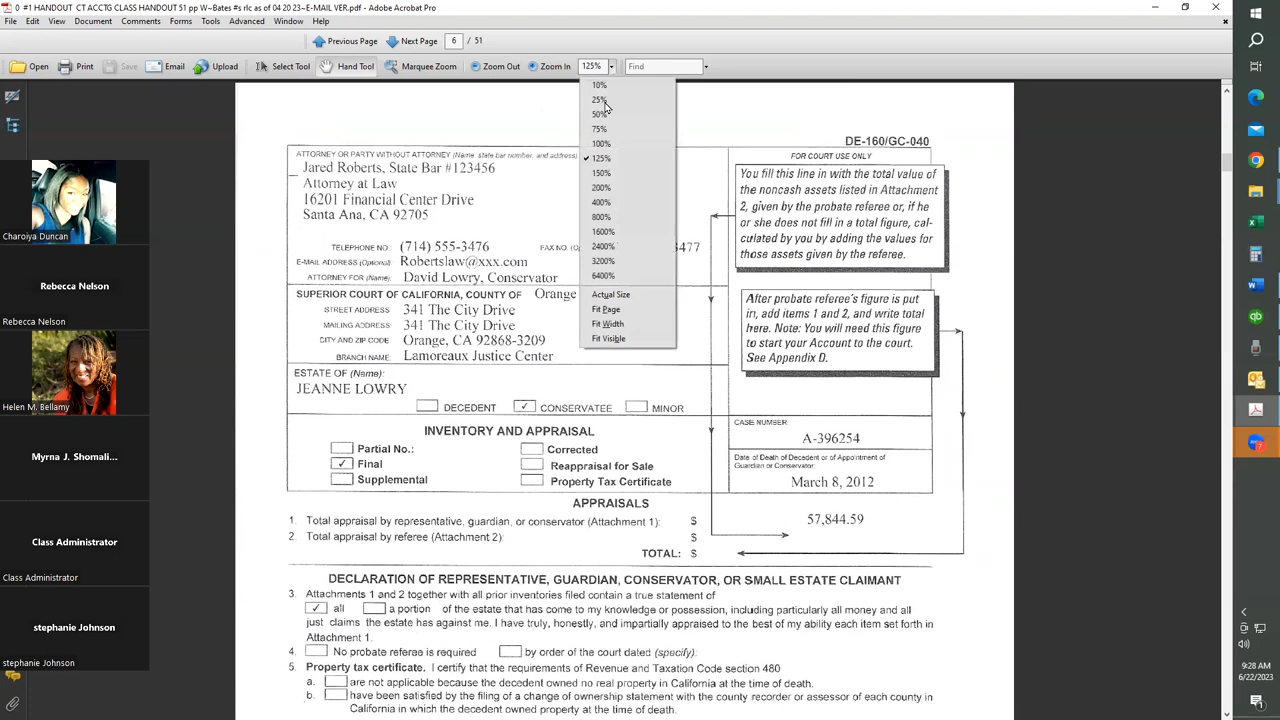 0 #1 HANDOUT CT ACCTG CLASS HANDOUT 51 pp W~Bates #s rlc as of 04 20 23~E-MAIL VER.pdf - Adobe Acrobat Pro
File Edit View Document Comments Forms Tools Advanced Window Help
Previous Page Next Page 6 / 51
Open Print Save Email Upload Select Tool Hand Tool Marquee Zoom Zoom Out Zoom In 125% Find
10%
25%
50%
75%
100%
125%
150%
200%
400%
800%
1600%
2400%
3200%
6400%
Actual Size
Fit Page
Fit Width
Fit Visible
DE-160/GC-040
ATTORNEY OR PARTY WITHOUT ATTORNEY (Name, state bar number, and address):
Jared Roberts, State Bar #123456
Attorney at Law
16201 Financial Center Drive
Santa Ana, CA 92705
TELEPHONE NO.: (714) 555-3476 FAX NO. 3477
E-MAIL ADDRESS (Optional): Robertslaw@xxx.com
ATTORNEY FOR (Name): David Lowry, Conservator
SUPERIOR COURT OF CALIFORNIA, COUNTY OF Orange
STREET ADDRESS: 341 The City Drive
MAILING ADDRESS: 341 The City Drive
CITY AND ZIP CODE: Orange, CA 92868-3209
BRANCH NAME: Lamoreaux Justice Center
ESTATE OF (Name):
JEANNE LOWRY
DECEDENT ✓ CONSERVATEE MINOR
INVENTORY AND APPRAISAL
Partial No.: Corrected
✓ Final Reappraisal for Sale
Supplemental Property Tax Certificate
FOR COURT USE ONLY
You fill this line in with the total value of
the noncash assets listed in Attachment
2, given by the probate referee or, if he
or she does not fill in a total figure, cal-
culated by you by adding the values for
those assets given by the referee.
After probate referee's figure is put
in, add items 1 and 2, and write total
here. Note: You will need this figure
to start your Account to the court.
See Appendix D.
CASE NUMBER:
A-396254
Date of Death of Decedent or of Appointment of
Guardian or Conservator:
March 8, 2012
APPRAISALS
1. Total appraisal by representative, guardian, or conservator (Attachment 1): $ 57,844.59
2. Total appraisal by referee (Attachment 2): $
TOTAL: $
DECLARATION OF REPRESENTATIVE, GUARDIAN, CONSERVATOR, OR SMALL ESTATE CLAIMANT
3. Attachments 1 and 2 together with all prior inventories filed contain a true statement of
✓ all a portion of the estate that has come to my knowledge or possession, including particularly all money and all
just claims the estate has against me. I have truly, honestly, and impartially appraised to the best of my ability each item set forth in
Attachment 1.
4. No probate referee is required by order of the court dated (specify):
5. Property tax certificate. I certify that the requirements of Revenue and Taxation Code section 480
a. are not applicable because the decedent owned no real property in California at the time of death.
b. have been satisfied by the filing of a change of ownership statement with the county recorder or assessor of each county in
California in which the decedent owned property at the time of death.
Charoiya Duncan
Rebecca Nelson
Rebecca Nelson
Helen M. Bellamy
Myrna J. Shomali...
Class Administrator
Class Administrator
stephanie Johnson
stephanie Johnson
9:28 AM
6/22/2023